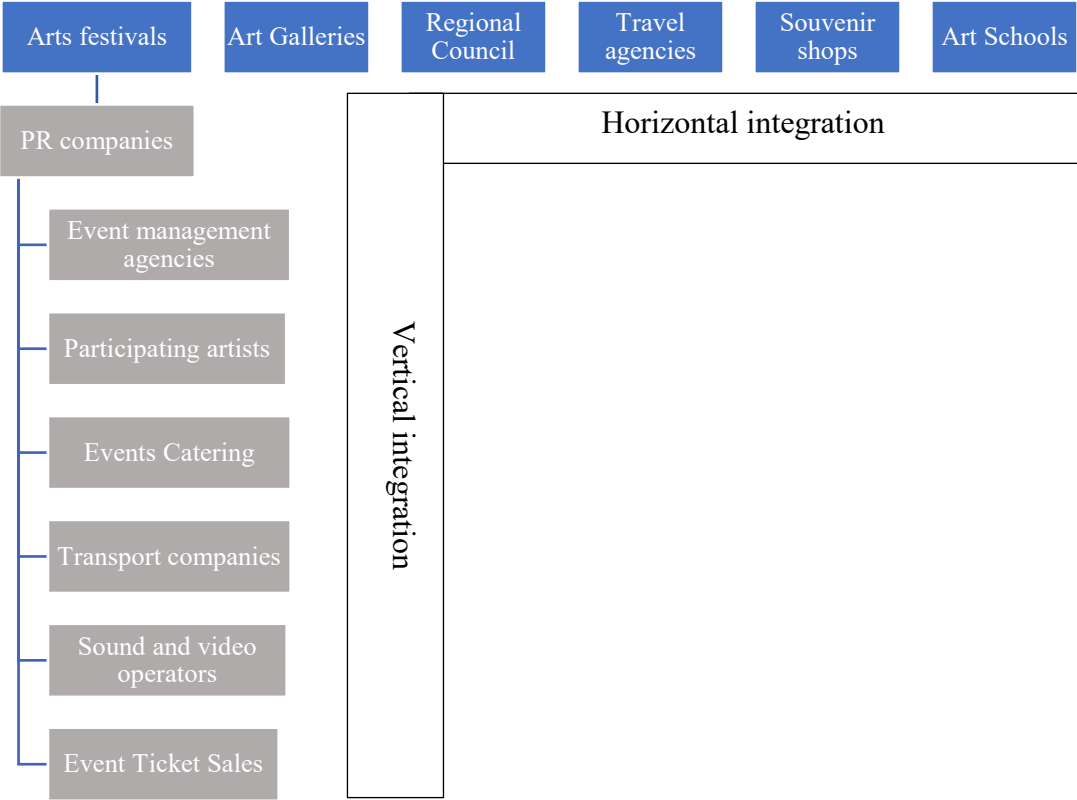 Arts festivals
Art Galleries
Regional
Council
Travel
agencies
Souvenir
shops
Art Schools
PR companies
Horizontal integration
Event management
agencies
Participating artists
Vertical integration
Events Catering
Transport companies
Sound and video
operators
Event Ticket Sales